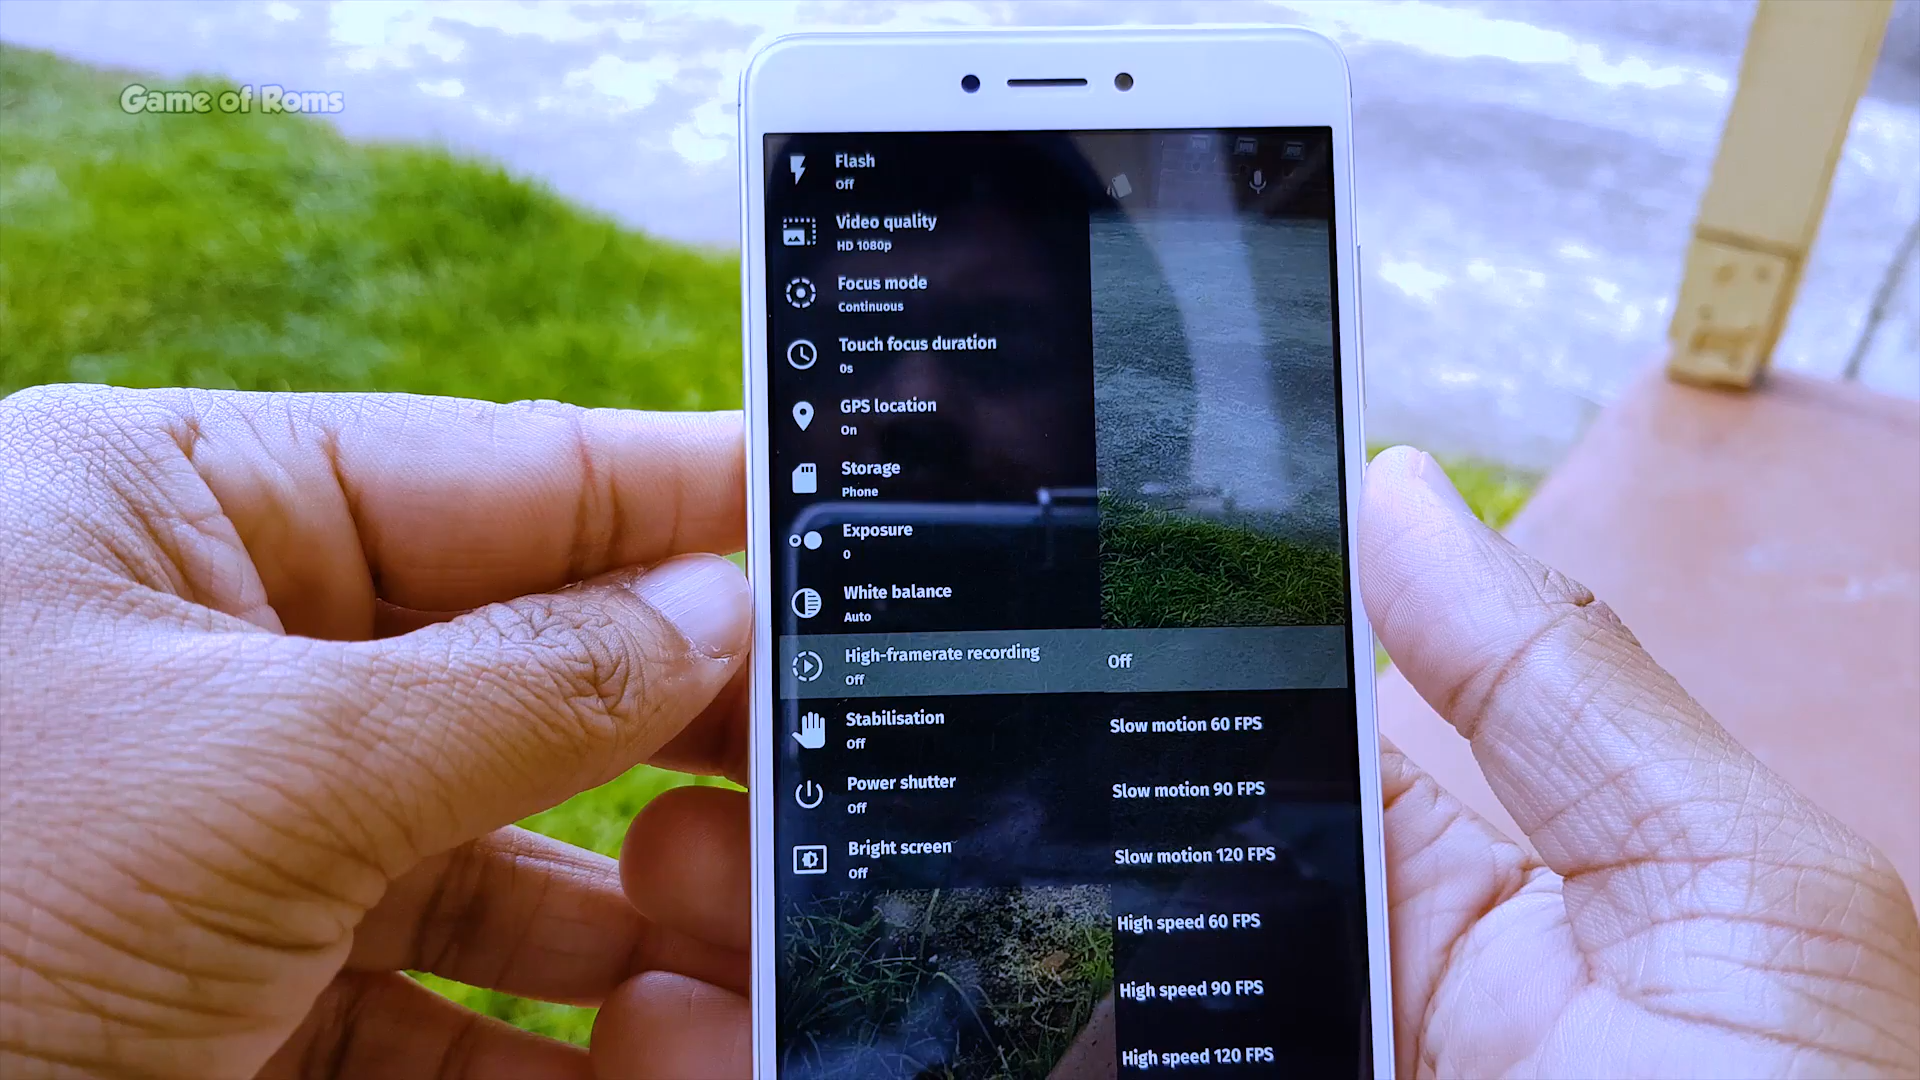 Game of Roms
Flash
Off
Video quality
HD 1080p
Focus mode
Continuous
Touch focus duration
0s
GPS location
On
Storage
Phone
Exposure
0
White balance
Auto
High-framerate recording
Off
Off
Stabilisation
Off
Slow motion 60 FPS
Power shutter
Off
Slow motion 90 FPS
Bright screen
Off
Slow motion 120 FPS
High speed 60 FPS
High speed 90 FPS
High speed 120 FPS